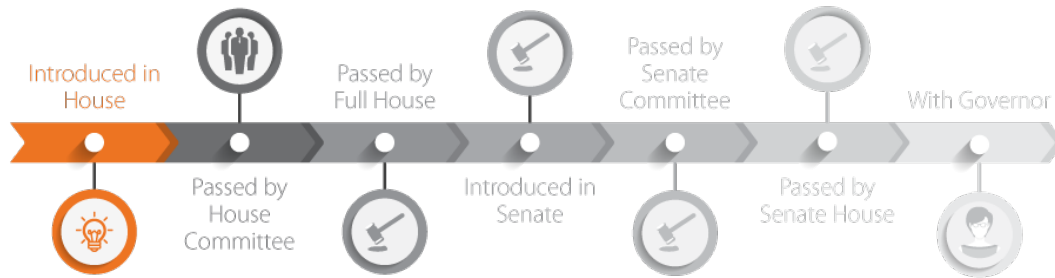 Introduced in
House
Passed by
House
Committee
Passed by
Full House
Introduced in
Senate
Passed by
Senate
Committee
Passed by
Senate House
With Governor